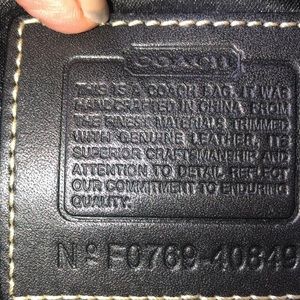 COACH
THIS IS A COACH BAG. IT WAS
HANDCRAFTED IN CHINA FROM
THE FINEST MATERIALS, TRIMMED
WITH GENUINE LEATHER. ITS
SUPERIOR CRAFTSMANSHIP AND
ATTENTION TO DETAIL REFLECT
OUR COMMITMENT TO ENDURING
QUALITY.
Nº F0769-40849